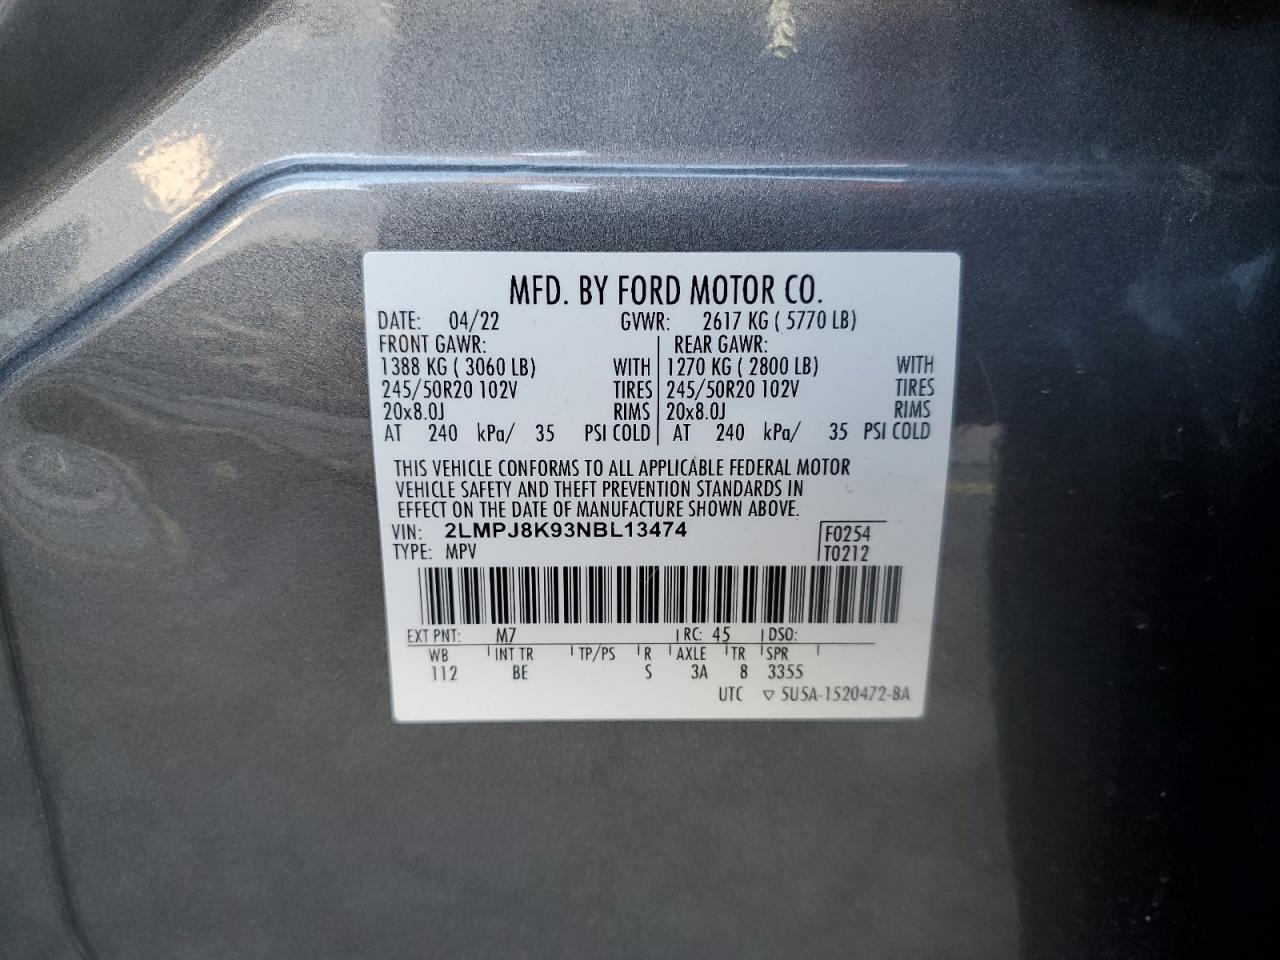 MFD. BY FORD MOTOR CO.
DATE: 04/22 GVWR: 2617 KG ( 5770 LB)
FRONT GAWR: REAR GAWR:
1388 KG ( 3060 LB) WITH 1270 KG ( 2800 LB) WITH
245/50R20 102V TIRES 245/50R20 102V TIRES
20x8.0J RIMS 20x8.0J RIMS
AT 240 kPa/ 35 PSI COLD AT 240 kPa/ 35 PSI COLD
THIS VEHICLE CONFORMS TO ALL APPLICABLE FEDERAL MOTOR
VEHICLE SAFETY AND THEFT PREVENTION STANDARDS IN
EFFECT ON THE DATE OF MANUFACTURE SHOWN ABOVE.
VIN: 2LMPJ8K93NBL13474 F0254
TYPE: MPV T0212
EXT PNT: M7 RC: 45 DSO:
WB INT TR TP/PS R AXLE TR SPR
112 BE S 3A 8 3355
UTC ▽ 5U5A-1520472-BA